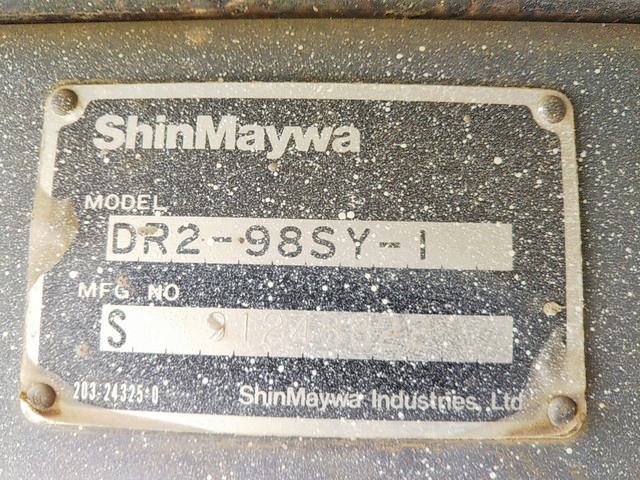 ShinMaywa
MODEL
DR2-98SY-1
MFG NO
S
203-24325-0
ShinMaywa Industries, Ltd